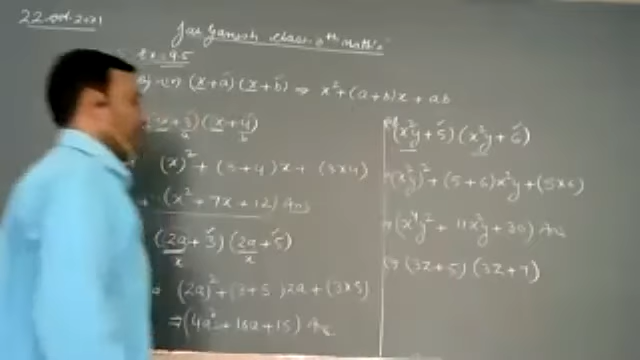 22 oct 2021
Jai Ganesh class 8th maths
Ex = 9.5
(x+a)(x+b) ⇒ x²+(a+b)x+ab
(x+3)(x+4)
a b
(x)² + (3+4)x + (3x4)
(x² + 7x + 12) Ans
(2a+3)(2a+5)
x x
(2a)² + (3+5)2a + (3x5)
⇒(4a² + 16a + 15) Ans
(x²y+5)(x²y+6)
(x²y)² + (5+6)x²y + (5x6)
(x⁴y² + 11x²y + 30) Ans
(3z+5)(3z+7)